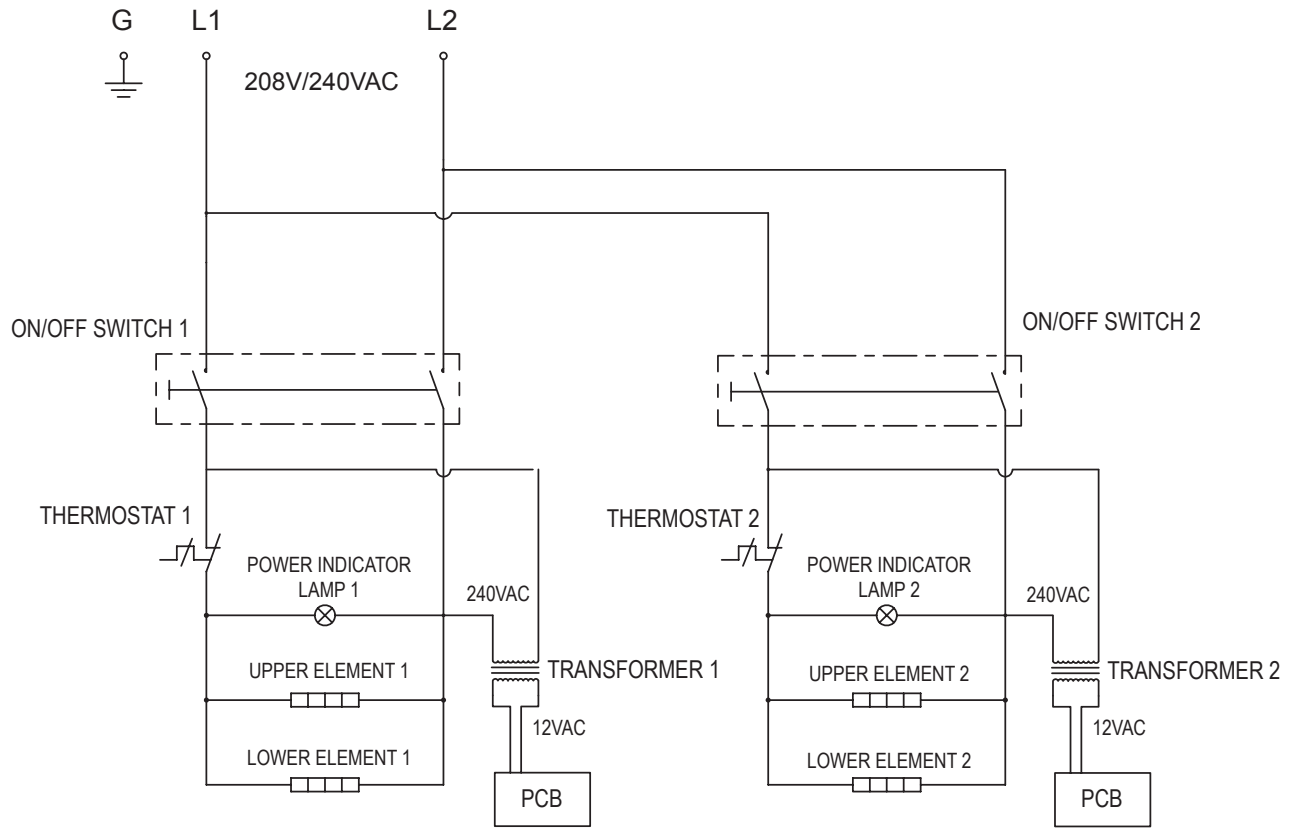 G L1 L2
208V/240VAC
ON/OFF SWITCH 1
ON/OFF SWITCH 2
THERMOSTAT 1
POWER INDICATOR
LAMP 1
240VAC
UPPER ELEMENT 1
TRANSFORMER 1
12VAC
LOWER ELEMENT 1
PCB
THERMOSTAT 2
POWER INDICATOR
LAMP 2
240VAC
UPPER ELEMENT 2
TRANSFORMER 2
12VAC
LOWER ELEMENT 2
PCB